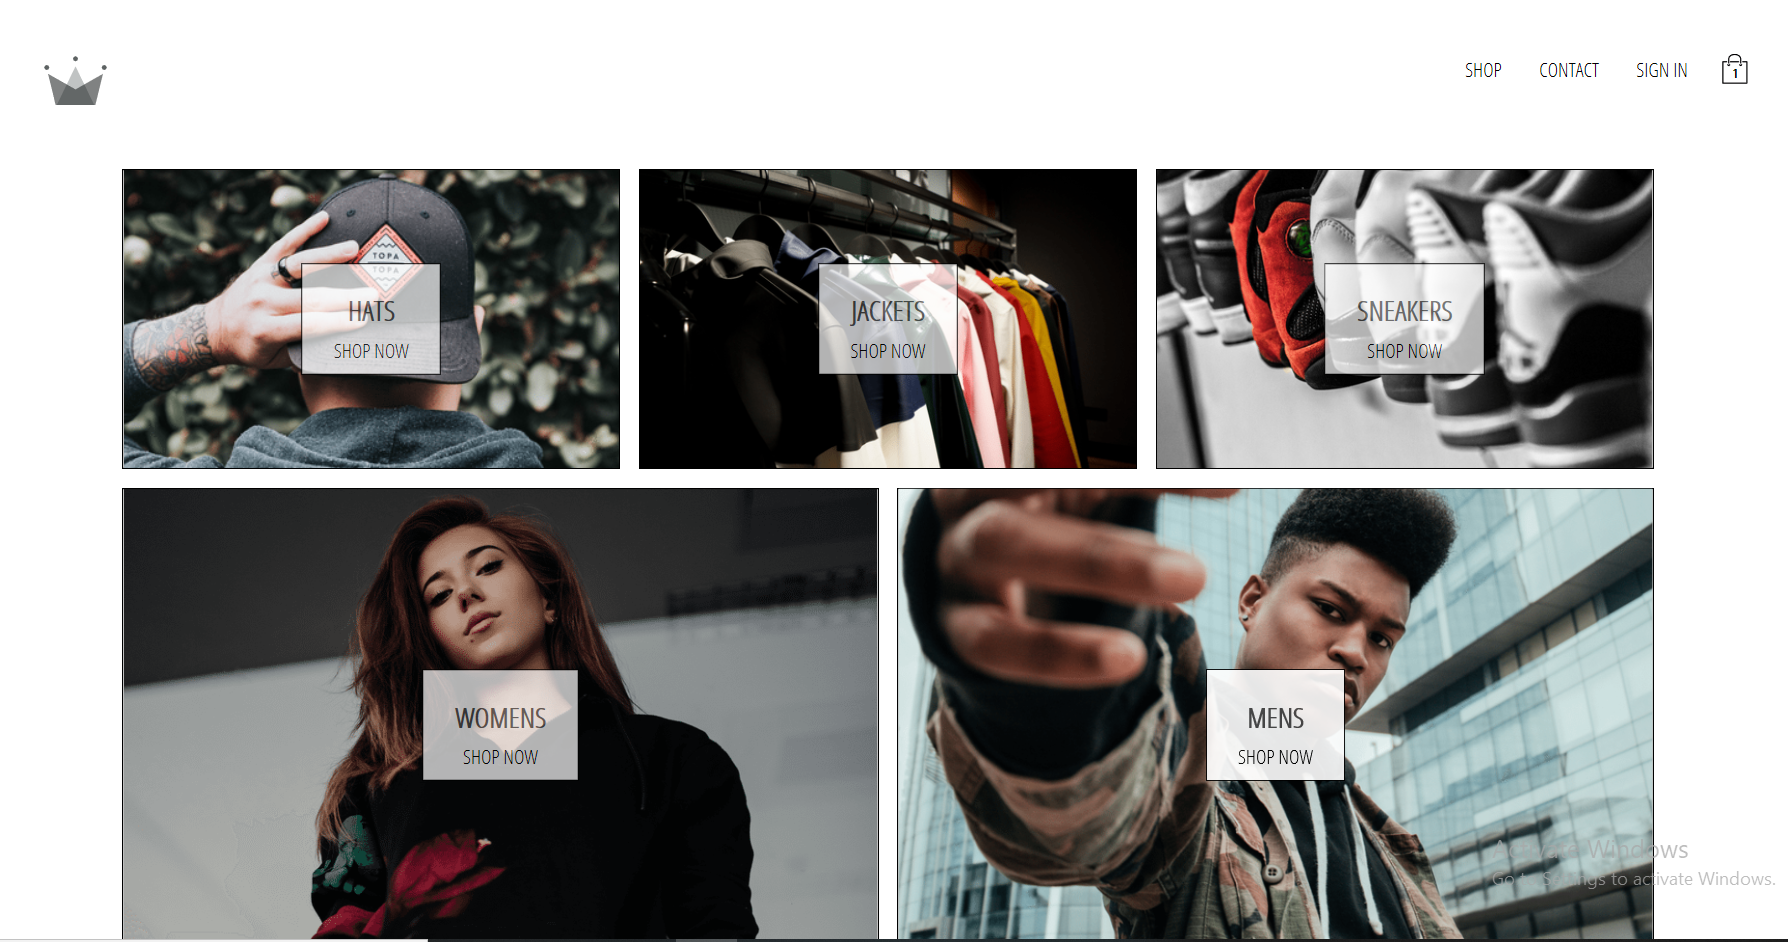 SHOP CONTACT SIGN IN 1
TOPA
TOPA
HATS
SHOP NOW
JACKETS
SHOP NOW
SNEAKERS
SHOP NOW
WOMENS
SHOP NOW
MENS
SHOP NOW
Activate Windows
Go to Settings to activate Windows.